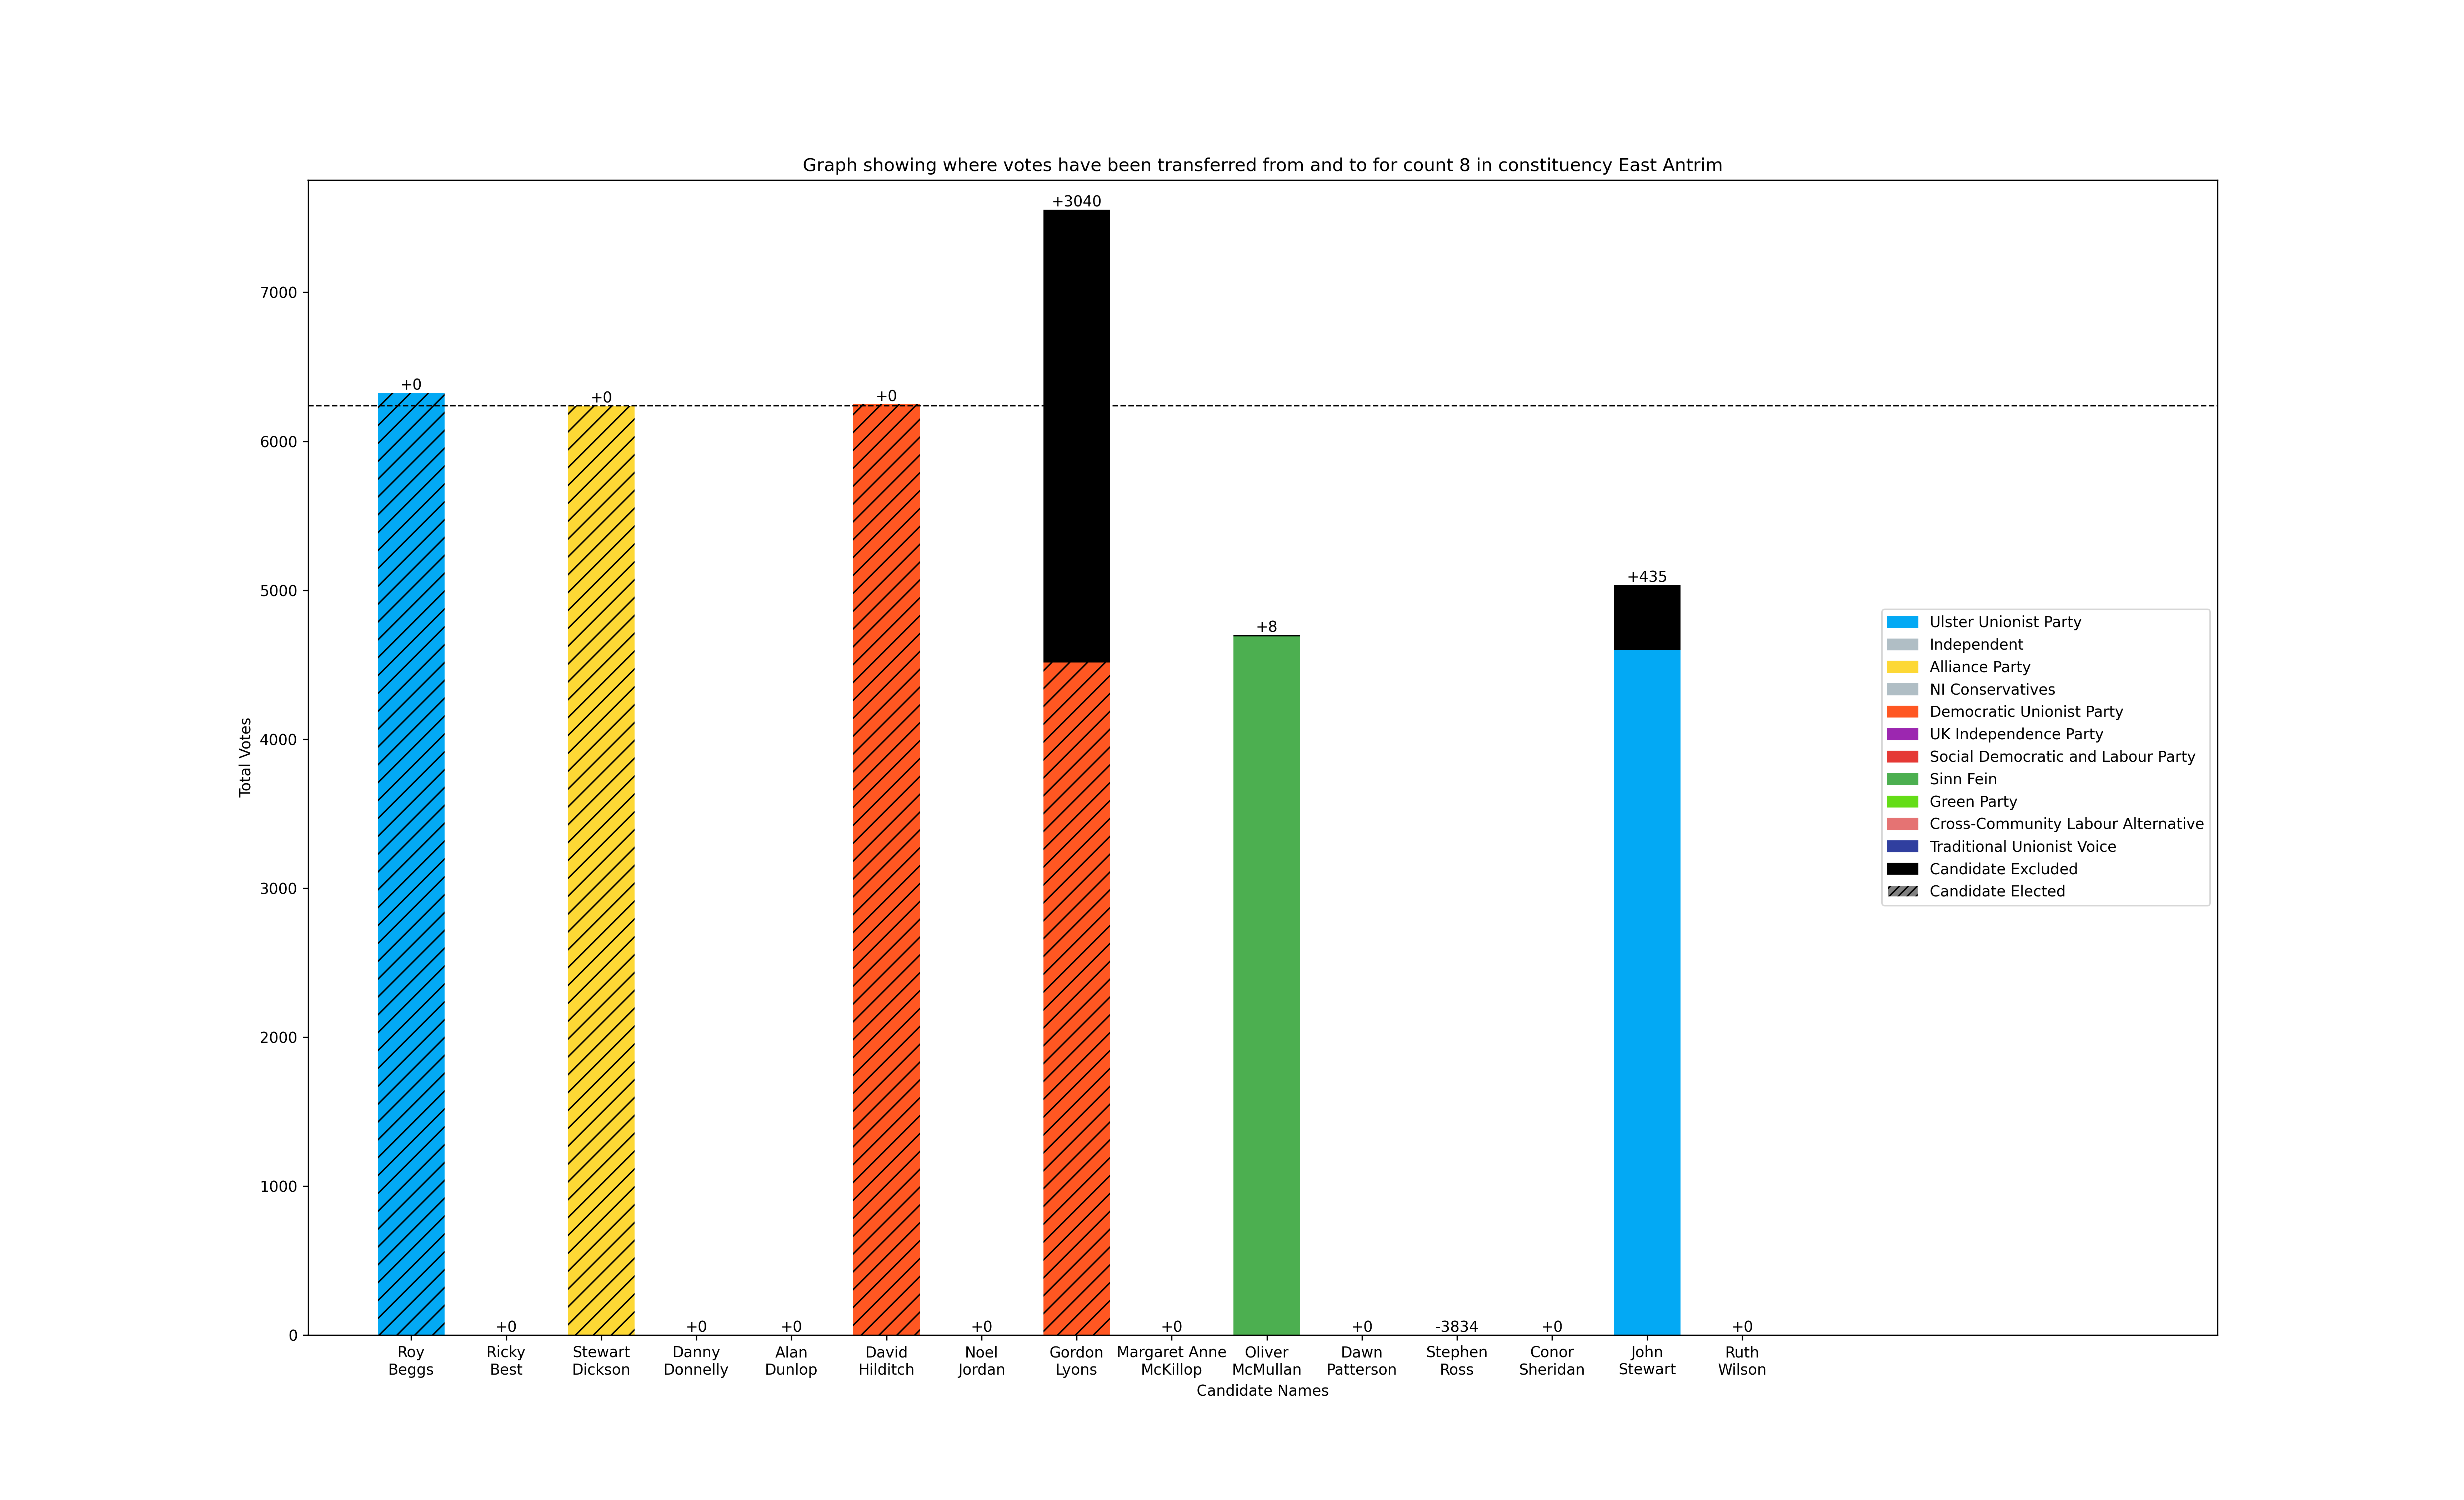 Graph showing where votes have been transferred from and to for count 8 in constituency East Antrim
+3040
7000
+0
+0
+0
6000
+435
5000
+8
4000
3000
2000
1000
0
+0
+0
+0
+0
+0
+0
-3834
+0
+0
Total Votes
Ulster Unionist Party
Independent
Alliance Party
NI Conservatives
Democratic Unionist Party
UK Independence Party
Social Democratic and Labour Party
Sinn Fein
Green Party
Cross-Community Labour Alternative
Traditional Unionist Voice
Candidate Excluded
Candidate Elected
Roy
Beggs
Ricky
Best
Stewart
Dickson
Danny
Donnelly
Alan
Dunlop
David
Hilditch
Noel
Jordan
Gordon
Lyons
Margaret Anne
McKillop
Oliver
McMullan
Dawn
Patterson
Stephen
Ross
Conor
Sheridan
John
Stewart
Ruth
Wilson
Candidate Names